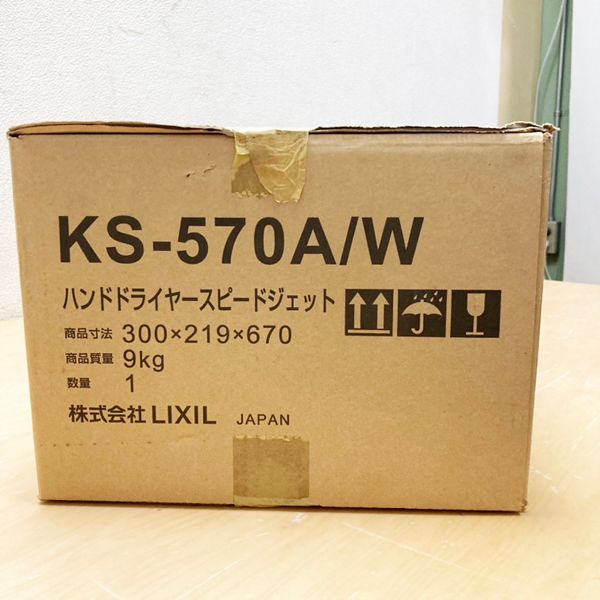 KS-570A/W
ハンドドライヤースピードジェット
商品寸法 300×219×670
商品質量 9kg
数量 1
株式会社 LIXIL JAPAN